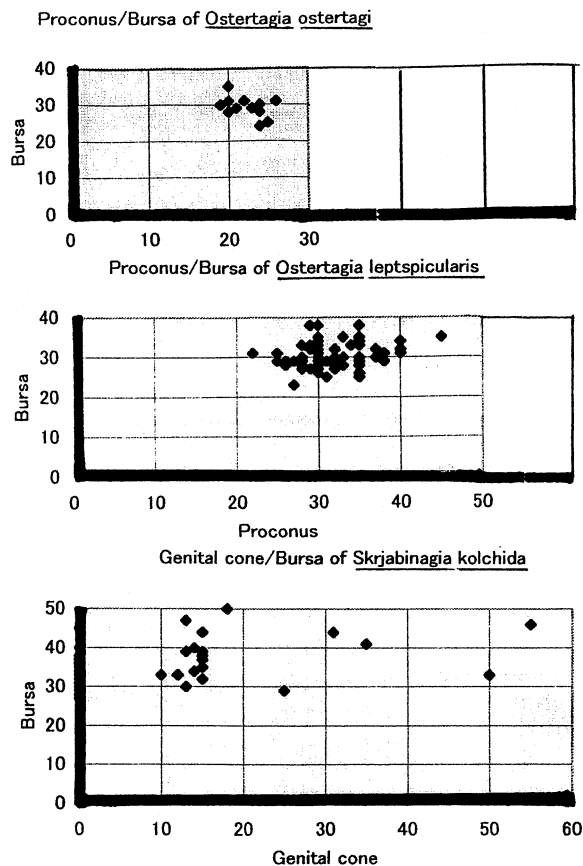 Proconus/Bursa of Ostertagia ostertagi
40
30
20
10
0
Bursa
0 10 20 30
Proconus/Bursa of Ostertagia leptspicularis
40
30
20
10
0
Bursa
0 10 20 30 40 50
Proconus
Genital cone/Bursa of Skrjabinagia kolchida
50
40
30
20
10
0
Bursa
0 10 20 30 40 50 60
Genital cone